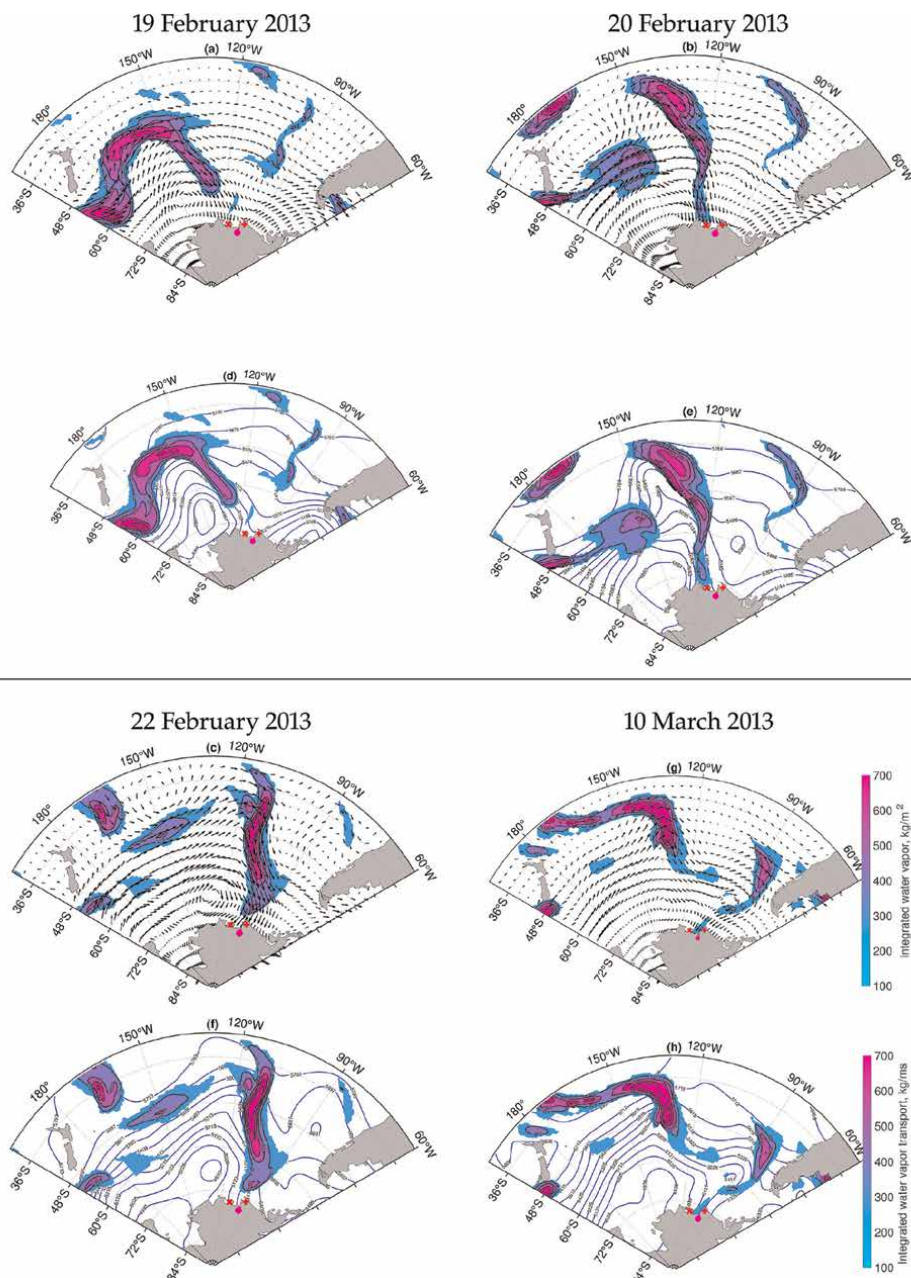 19 February 2013
20 February 2013
(a) 120°W
150°W
90°W
180°
60°W
36°S
48°S
60°S
72°S
84°S
(b) 120°W
150°W
90°W
180°
60°W
36°S
48°S
60°S
72°S
84°S
(d) 120°W
150°W
90°W
180°
60°W
36°S
48°S
60°S
72°S
84°S
(e) 120°W
150°W
90°W
180°
60°W
36°S
48°S
60°S
72°S
84°S
22 February 2013
10 March 2013
(c) 120°W
150°W
90°W
180°
60°W
36°S
48°S
60°S
72°S
84°S
(g) 120°W
150°W
90°W
180°
60°W
36°S
48°S
60°S
72°S
84°S
700
600
500
400
300
200
100
Integrated water vapor, kg/m²
(f) 120°W
150°W
90°W
180°
60°W
36°S
48°S
60°S
72°S
84°S
(h) 120°W
150°W
90°W
180°
60°W
36°S
48°S
60°S
72°S
84°S
700
600
500
400
300
200
100
Integrated water vapor transport, kg/ms